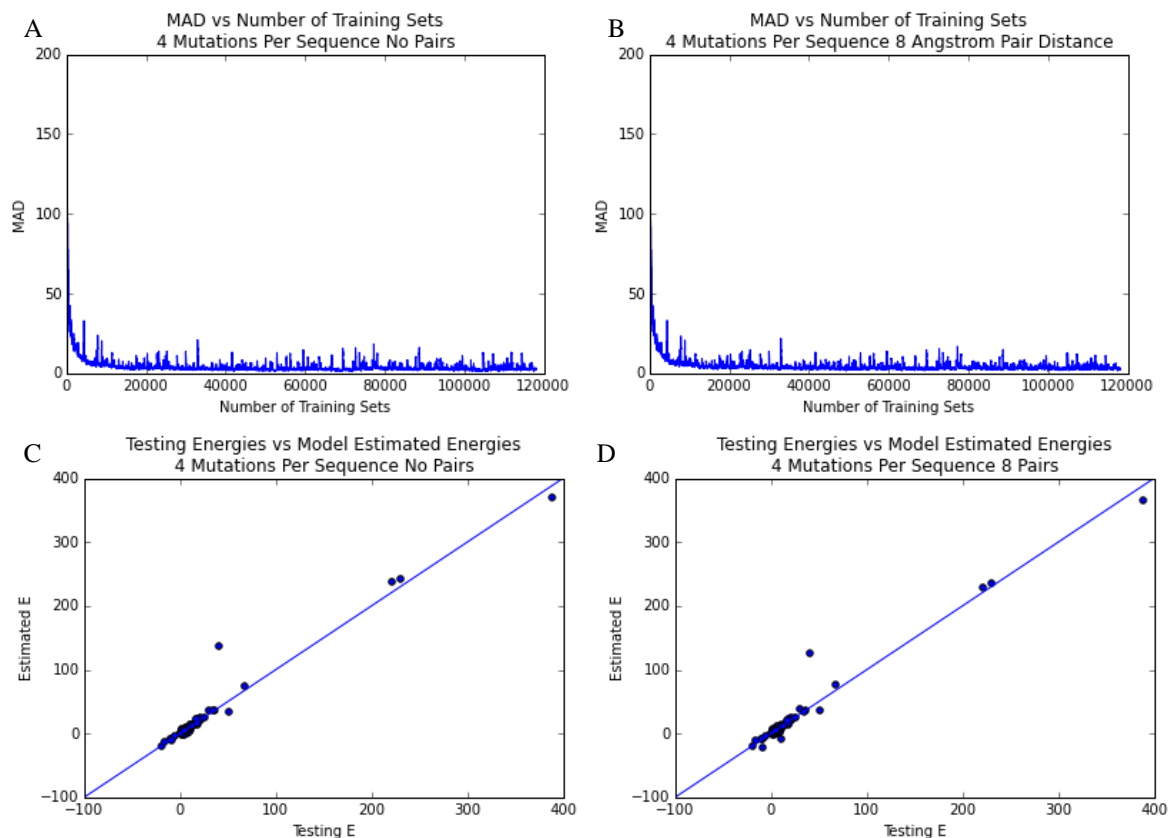 A
MAD vs Number of Training Sets
4 Mutations Per Sequence No Pairs
200
150
100
50
0
MAD
0 20000 40000 60000 80000 100000 120000
Number of Training Sets
B
MAD vs Number of Training Sets
4 Mutations Per Sequence 8 Angstrom Pair Distance
200
150
100
50
0
MAD
0 20000 40000 60000 80000 100000 120000
Number of Training Sets
C
Testing Energies vs Model Estimated Energies
4 Mutations Per Sequence No Pairs
400
300
200
100
0
−100
Estimated E
−100 0 100 200 300 400
Testing E
D
Testing Energies vs Model Estimated Energies
4 Mutations Per Sequence 8 Pairs
400
300
200
100
0
−100
Estimated E
−100 0 100 200 300 400
Testing E